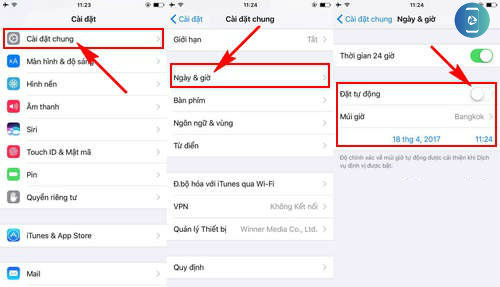 11:23
Cài đặt
Cài đặt chung
Màn hình & độ sáng
Hình nền
Âm thanh
Siri
Touch ID & Mật mã
Pin
Quyền riêng tư
iTunes & App Store
Mail
11:24
Cài đặt
Cài đặt chung
Giới hạn
Tắt
Ngày & giờ
Bàn phím
Ngôn ngữ & vùng
Từ điển
Đ.bộ hóa với iTunes qua Wi-Fi
VPN
Không Kết nối
Quản lý Thiết bị
Winner Media Co., Ltd.
Quy định
11:24
Cài đặt chung
Ngày & giờ
Thời gian 24 giờ
Đặt tự động
Múi giờ
Bangkok
18 thg 4, 2017
11:24
Độ chính xác về múi giờ tự động được cải thiện khi Dịch
vụ định vị được bật.